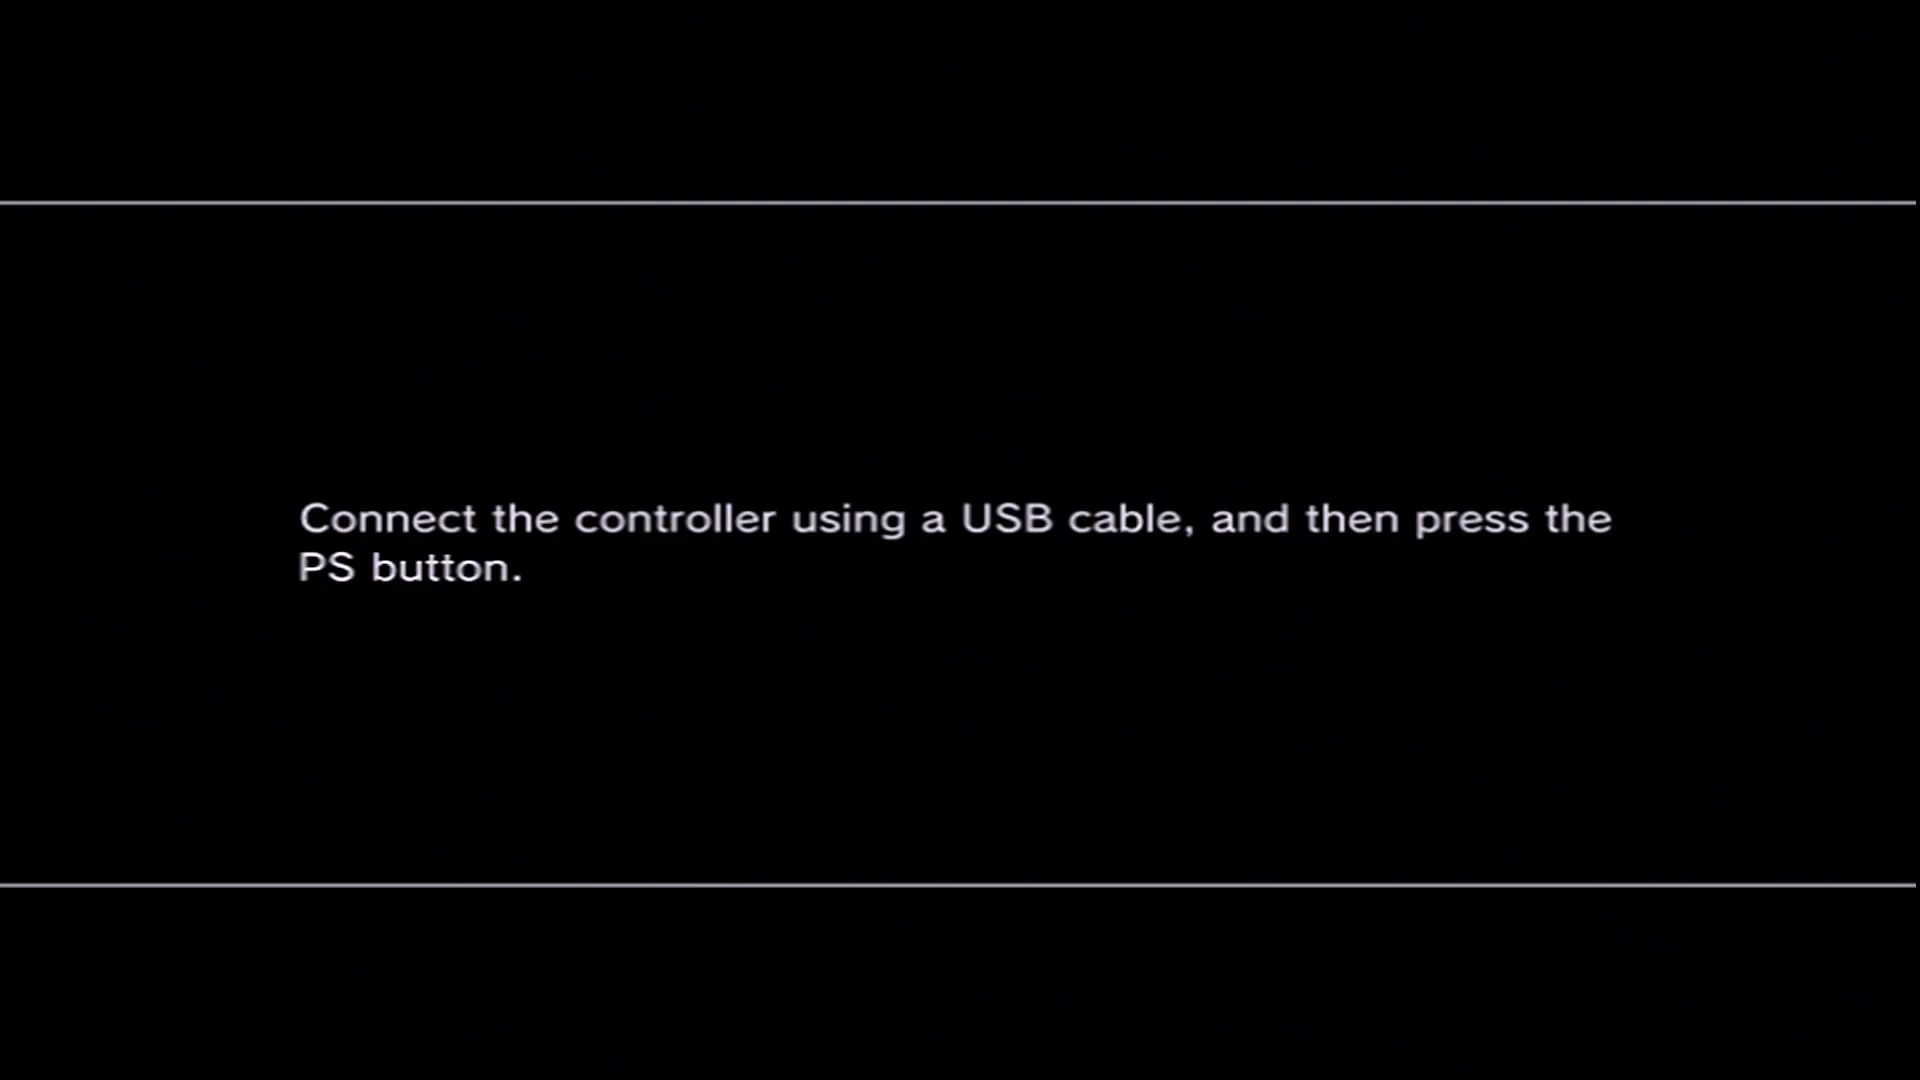 Connect the controller using a USB cable, and then press the
PS button.